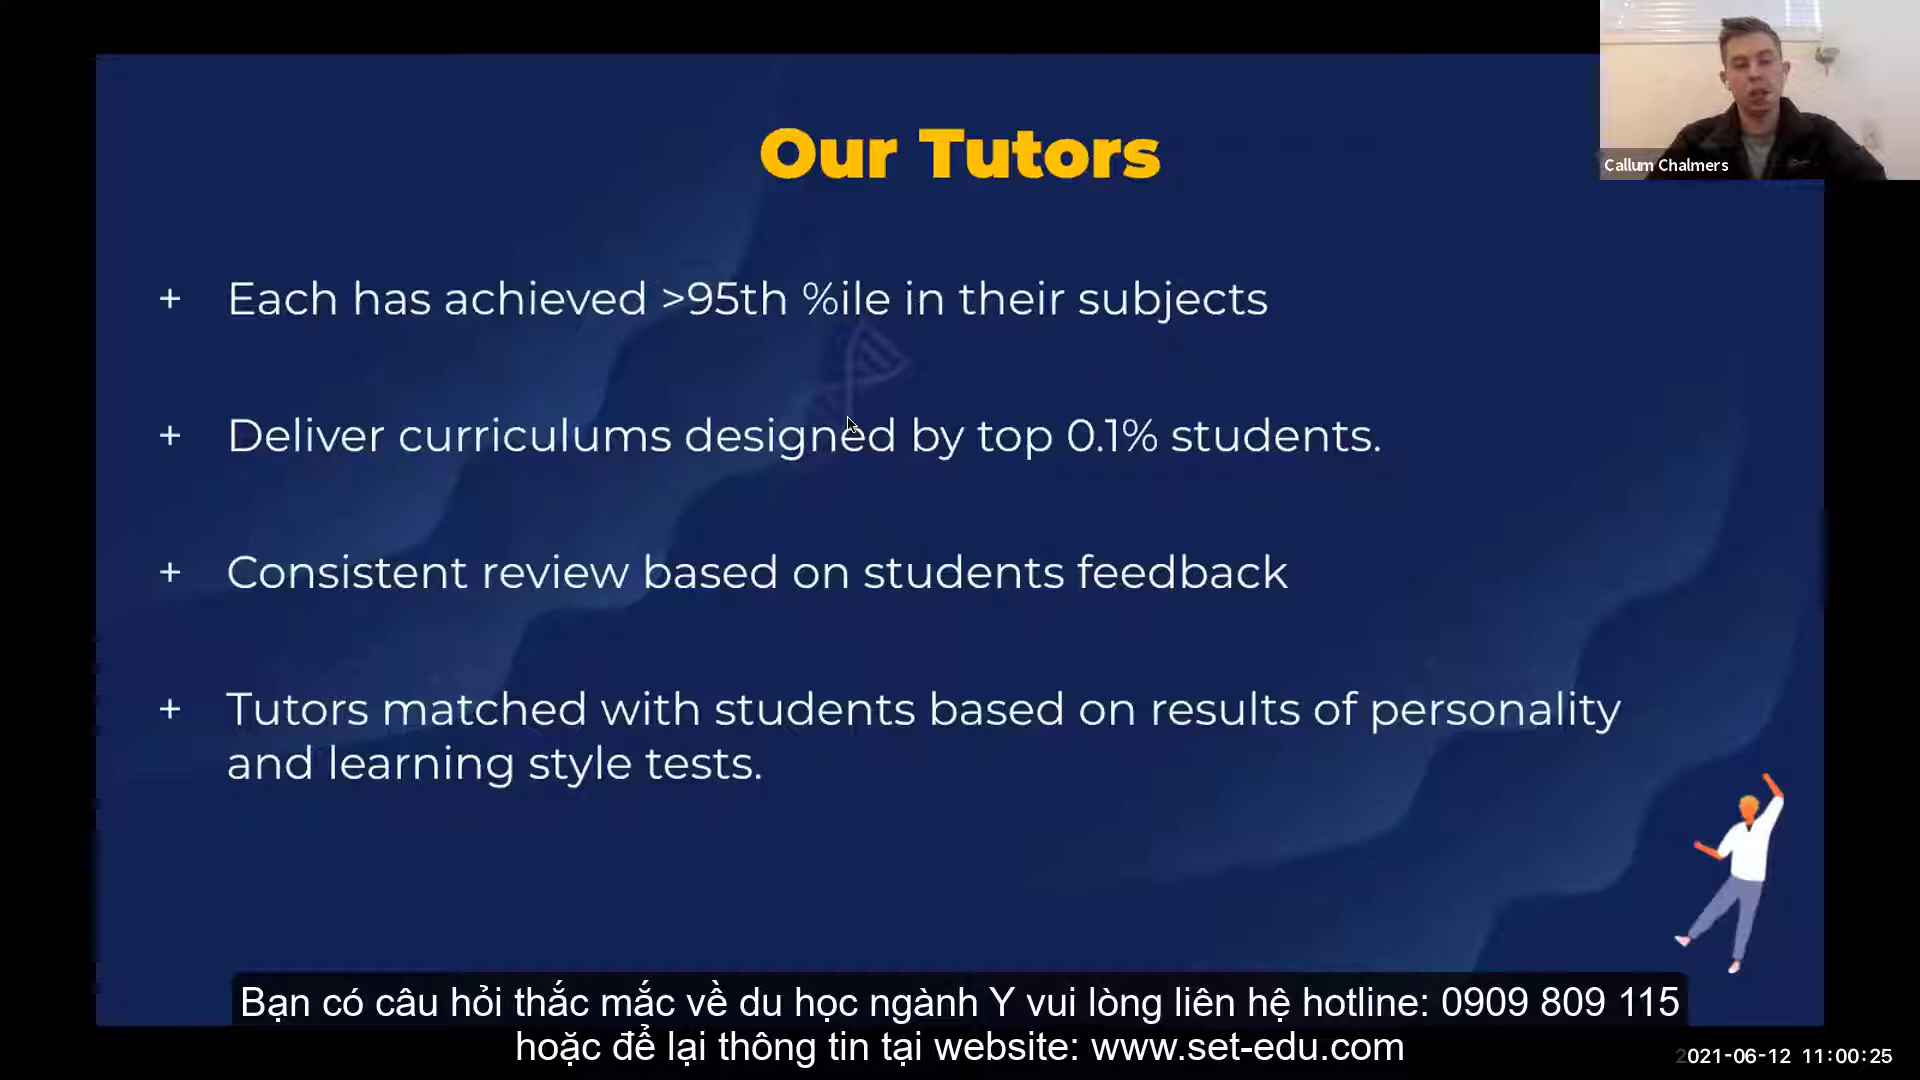 Our Tutors
Callum Chalmers
+ Each has achieved >95th %ile in their subjects
+ Deliver curriculums designed by top 0.1% students.
+ Consistent review based on students feedback
+ Tutors matched with students based on results of personality
and learning style tests.
Bạn có câu hỏi thắc mắc về du học ngành Y vui lòng liên hệ hotline: 0909 809 115
hoặc để lại thông tin tại website: www.set-edu.com
2021-06-12 11:00:25